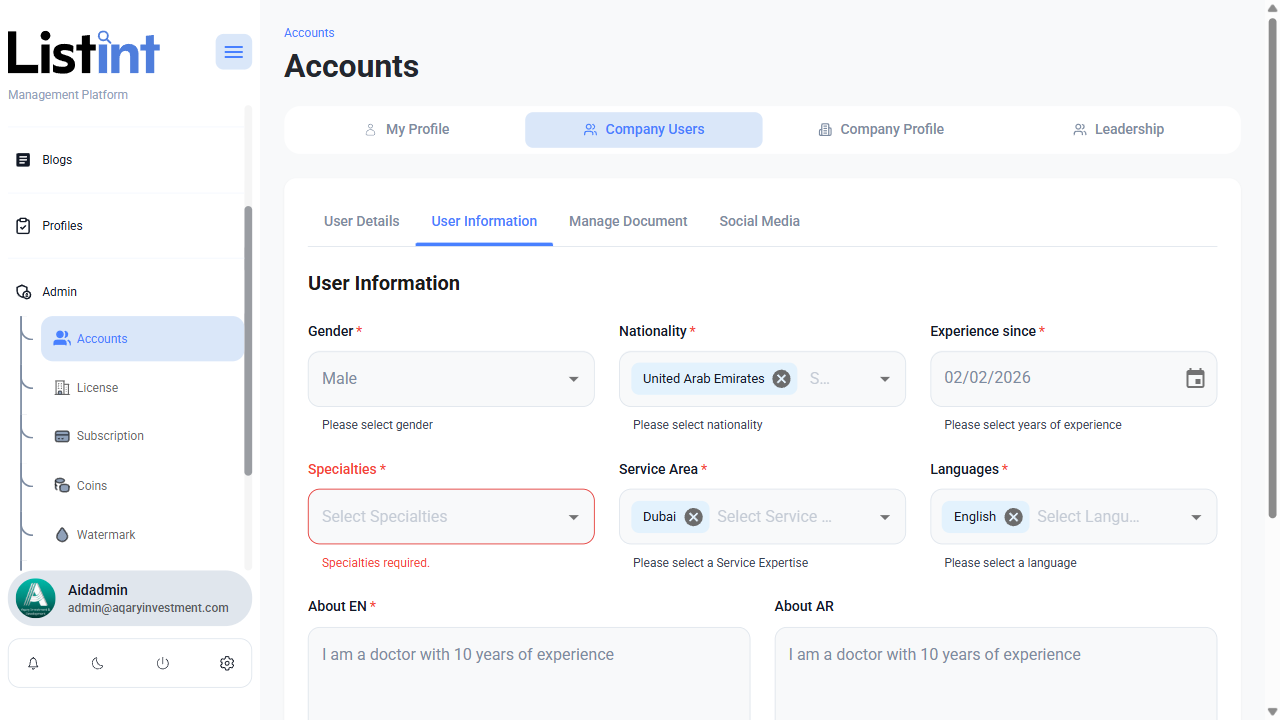 Listint
Management Platform
Blogs
Profiles
Admin
Accounts
License
Subscription
Coins
Watermark
Aidadmin
admin@aqaryinvestment.com
Accounts
Accounts
My Profile
Company Users
Company Profile
Leadership
User Details
User Information
Manage Document
Social Media
User Information
Gender *
Nationality *
Experience since *
Male
United Arab Emirates
S...
02/02/2026
Please select gender
Please select nationality
Please select years of experience
Specialties *
Service Area *
Languages *
Select Specialties
Dubai
Select Service ...
English
Select Langu...
Specialties required.
Please select a Service Expertise
Please select a language
About EN *
About AR
I am a doctor with 10 years of experience
I am a doctor with 10 years of experience